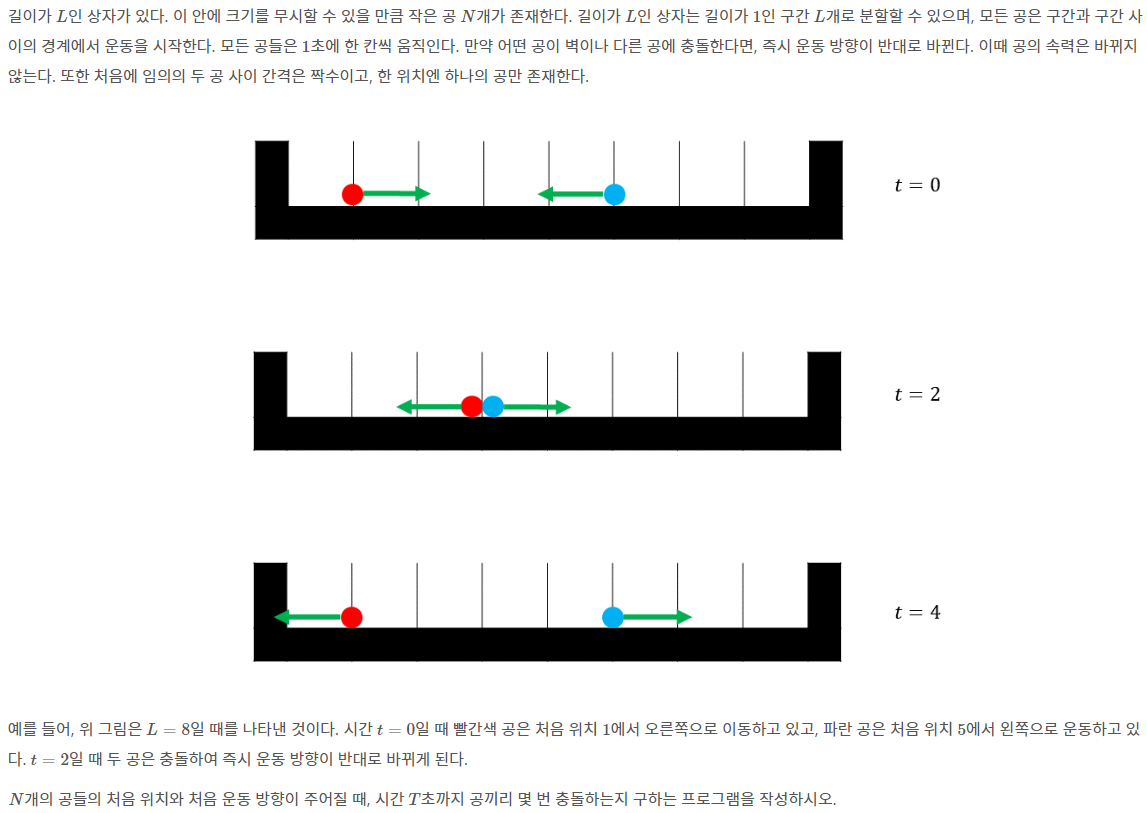 길이가 L인 상자가 있다. 이 안에 크기를 무시할 수 있을 만큼 작은 공 N개가 존재한다. 길이가 L인 상자는 길이가 1인 구간 L개로 분할할 수 있으며, 모든 공은 구간과 구간 사
이의 경계에서 운동을 시작한다. 모든 공들은 1초에 한 칸씩 움직인다. 만약 어떤 공이 벽이나 다른 공에 충돌한다면, 즉시 운동 방향이 반대로 바뀐다. 이때 공의 속력은 바뀌지
않는다. 또한 처음에 임의의 두 공 사이 간격은 짝수이고, 한 위치엔 하나의 공만 존재한다.
t = 0
t = 2
t = 4
예를 들어, 위 그림은 L = 8일 때를 나타낸 것이다. 시간 t = 0일 때 빨간색 공은 처음 위치 1에서 오른쪽으로 이동하고 있고, 파란 공은 처음 위치 5에서 왼쪽으로 운동하고 있
다. t = 2일 때 두 공은 충돌하여 즉시 운동 방향이 반대로 바뀌게 된다.
N개의 공들의 처음 위치와 처음 운동 방향이 주어질 때, 시간 T초까지 공끼리 몇 번 충돌하는지 구하는 프로그램을 작성하시오.